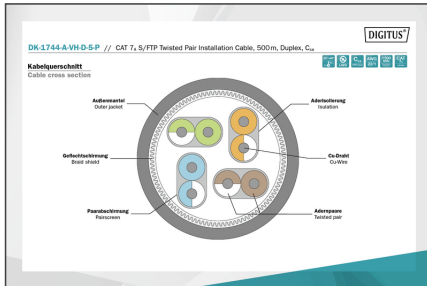 DIGITUS®
DK-1744-A-VH-D-5-P // CAT 7A S/FTP Twisted Pair Installation Cable, 500m, Duplex, Cca
Kabelquerschnitt
Cable cross section
Außenmantel
Outer jacket
Aderisolierung
Insulation
Geflechtschirmung
Braid shield
Cu-Draht
Cu-Wire
Paarabschirmung
Pairscreen
Adernpaare
Twisted pair